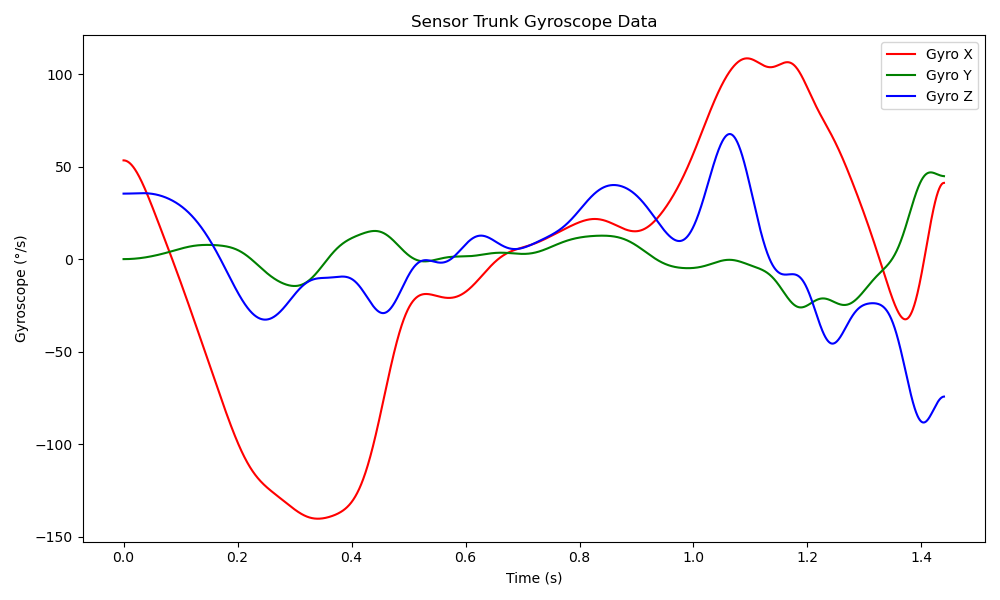 Sensor Trunk Gyroscope Data
Gyro X
Gyro Y
Gyro Z
Gyroscope (°/s)
100
50
0
−50
−100
−150
0.0 0.2 0.4 0.6 0.8 1.0 1.2 1.4
Time (s)